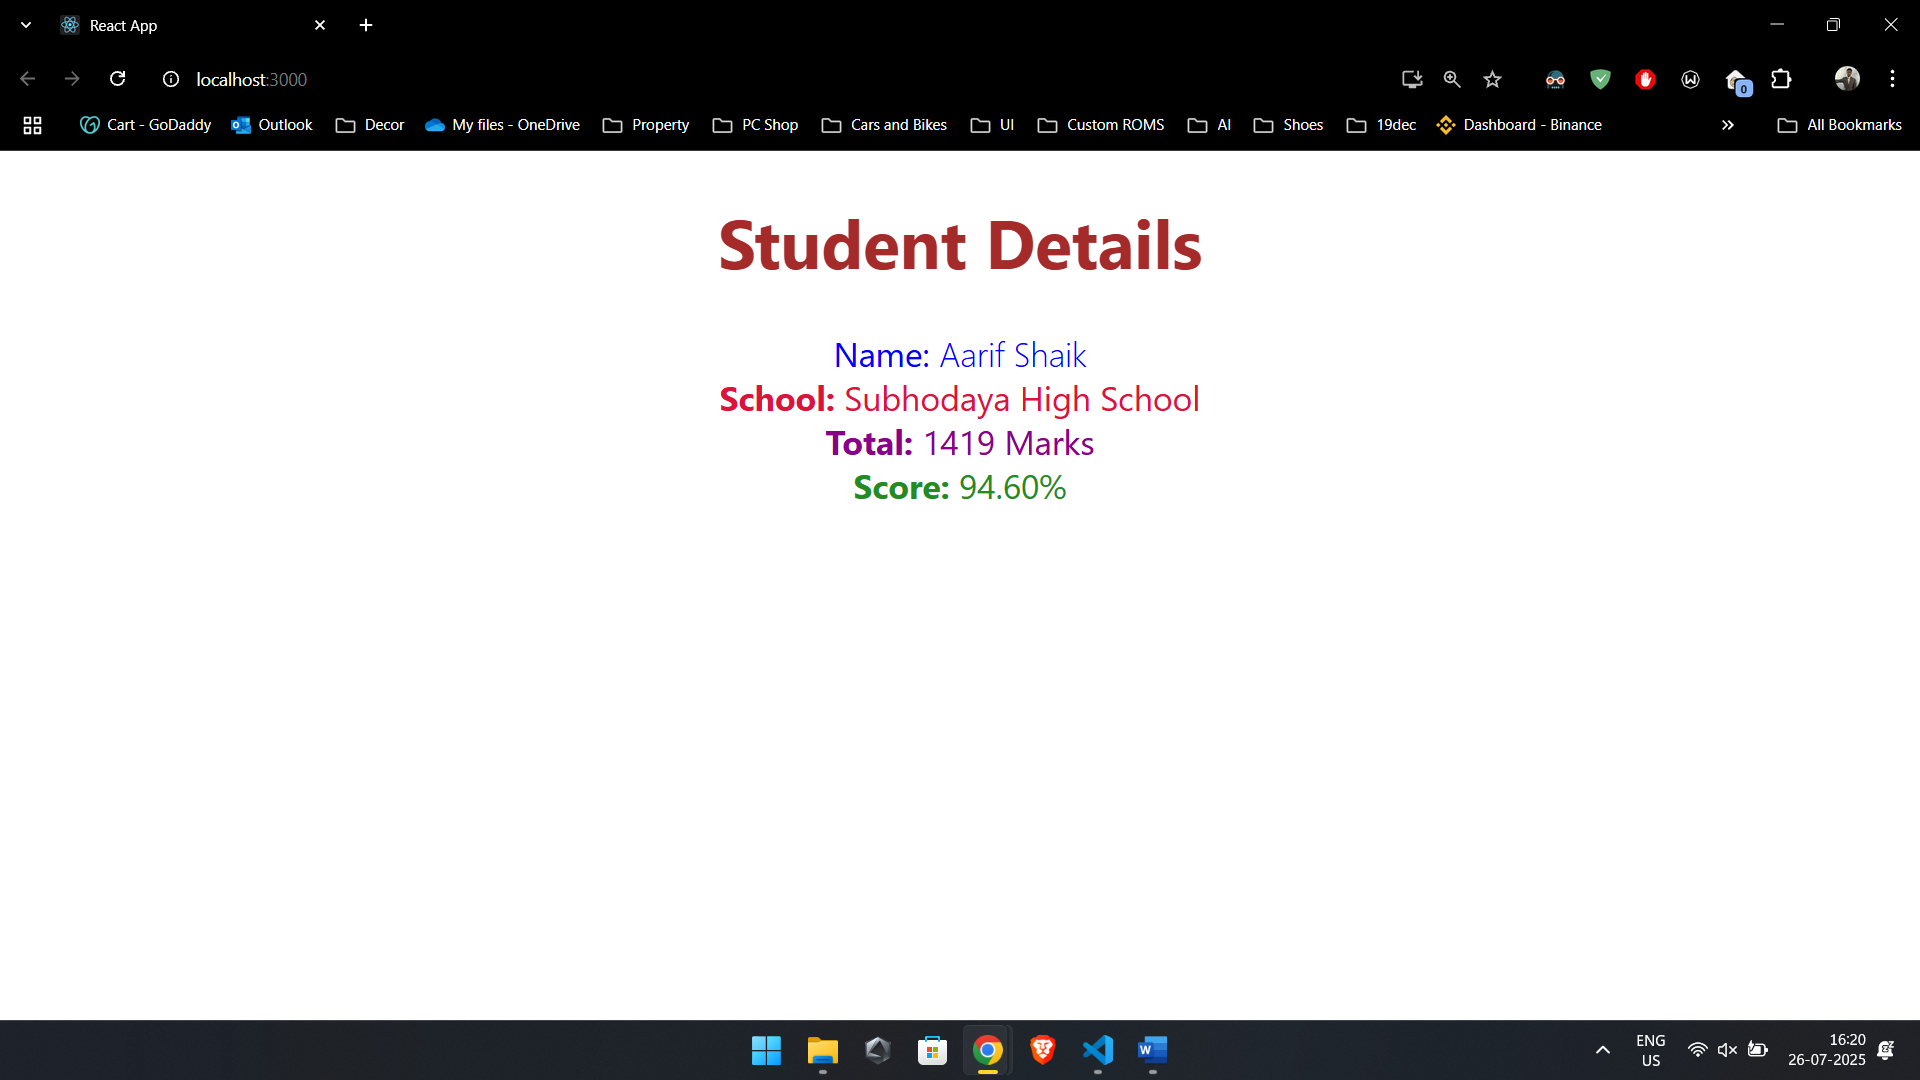 React App
localhost:3000
0
Cart - GoDaddy Outlook Decor My files - OneDrive Property PC Shop Cars and Bikes UI Custom ROMS AI Shoes 19dec Dashboard - Binance » All Bookmarks
Student Details
Name: Aarif Shaik
School: Subhodaya High School
Total: 1419 Marks
Score: 94.60%
ENG
US
16:20
26-07-2025